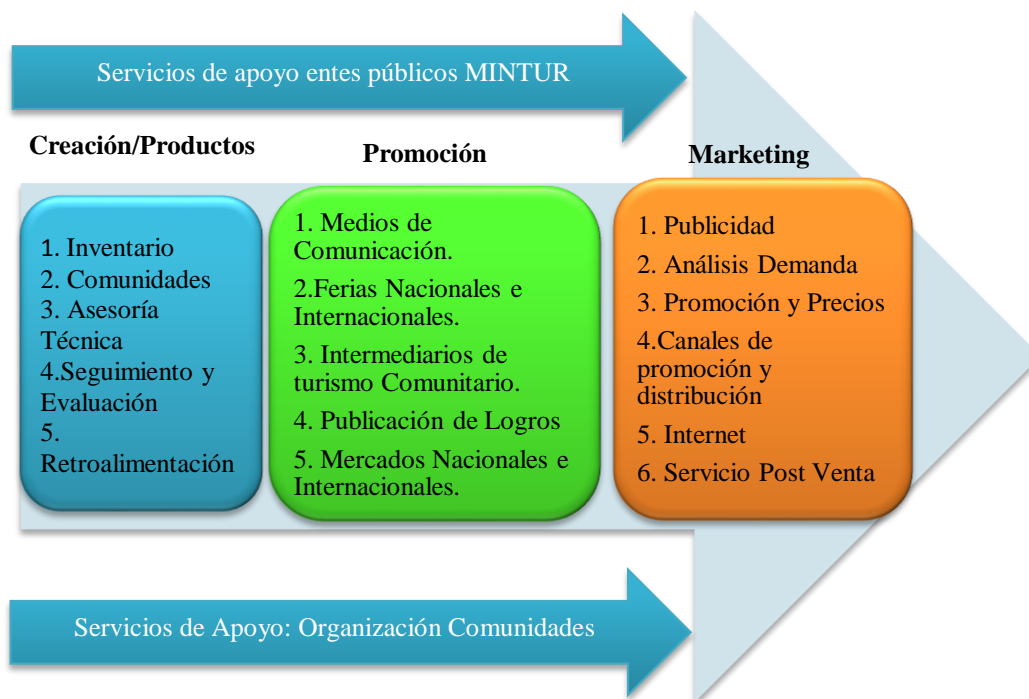 Servicios de apoyo entes públicos MINTUR
Creación/Productos
1. Inventario
2. Comunidades
3. Asesoría
Técnica
4.Seguimiento y
Evaluación
5.
Retroalimentación
Promoción
1. Medios de
Comunicación.
2.Ferias Nacionales e
Internacionales.
3. Intermediarios de
turismo Comunitario.
4. Publicación de Logros
5. Mercados Nacionales e
Internacionales.
Marketing
1. Publicidad
2. Análisis Demanda
3. Promoción y Precios
4.Canales de
promoción y
distribución
5. Internet
6. Servicio Post Venta
Servicios de Apoyo: Organización Comunidades